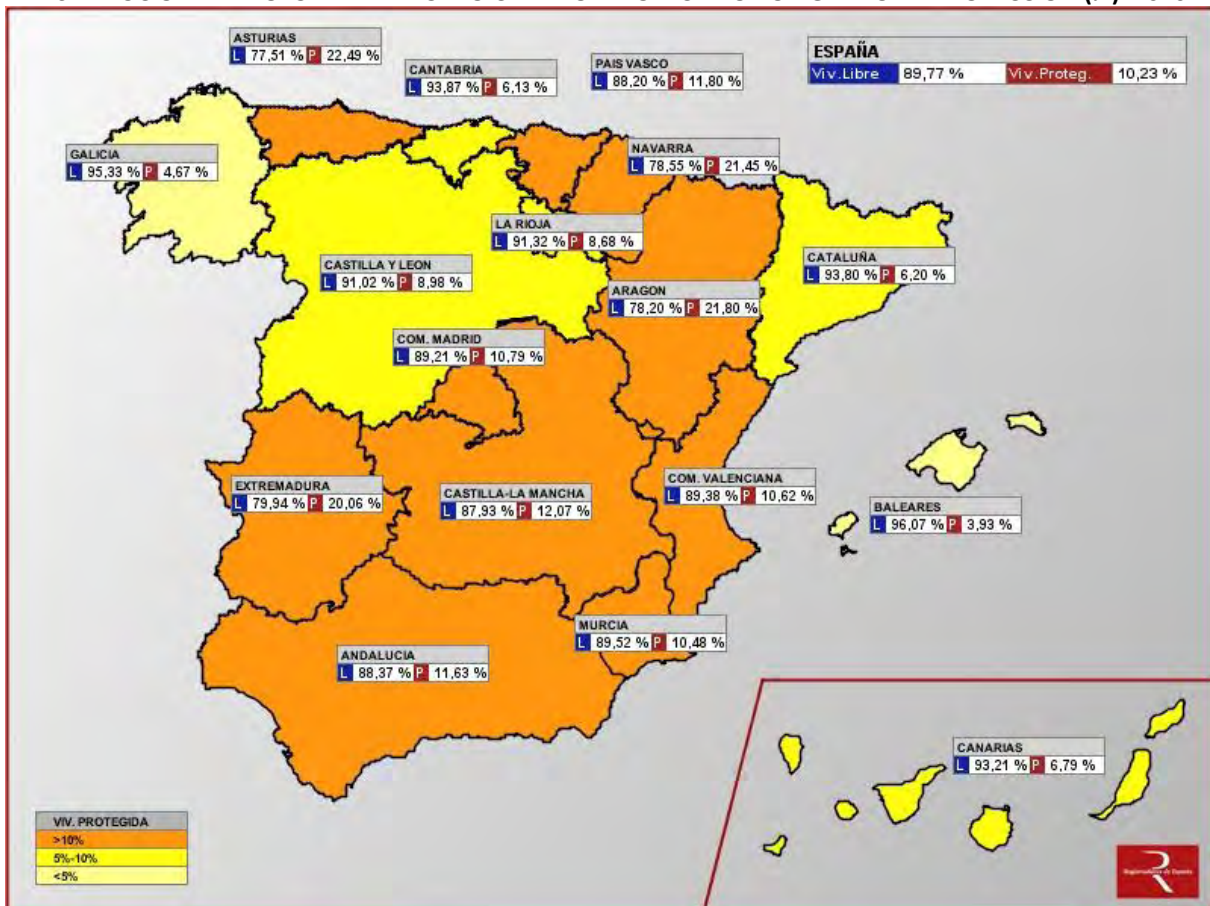 ASTURIAS
L 77,51 % P 22,49 %
CANTABRIA
L 93,87 % P 6,13 %
PAIS VASCO
L 88,20 % P 11,80 %
ESPAÑA
Viv.Libre 89,77 % Viv.Proteg. 10,23 %
GALICIA
L 95,33 % P 4,67 %
NAVARRA
L 78,55 % P 21,45 %
LA RIOJA
L 91,32 % P 8,68 %
CASTILLA Y LEON
L 91,02 % P 8,98 %
CATALUÑA
L 93,80 % P 6,20 %
ARAGON
L 78,20 % P 21,80 %
COM. MADRID
L 89,21 % P 10,79 %
EXTREMADURA
L 79,94 % P 20,06 %
CASTILLA-LA MANCHA
L 87,93 % P 12,07 %
COM. VALENCIANA
L 89,38 % P 10,62 %
BALEARES
L 96,07 % P 3,93 %
MURCIA
L 89,52 % P 10,48 %
ANDALUCIA
L 88,37 % P 11,63 %
CANARIAS
L 93,21 % P 6,79 %
VIV. PROTEGIDA
>10%
5%-10%
<5%
Registradores de España